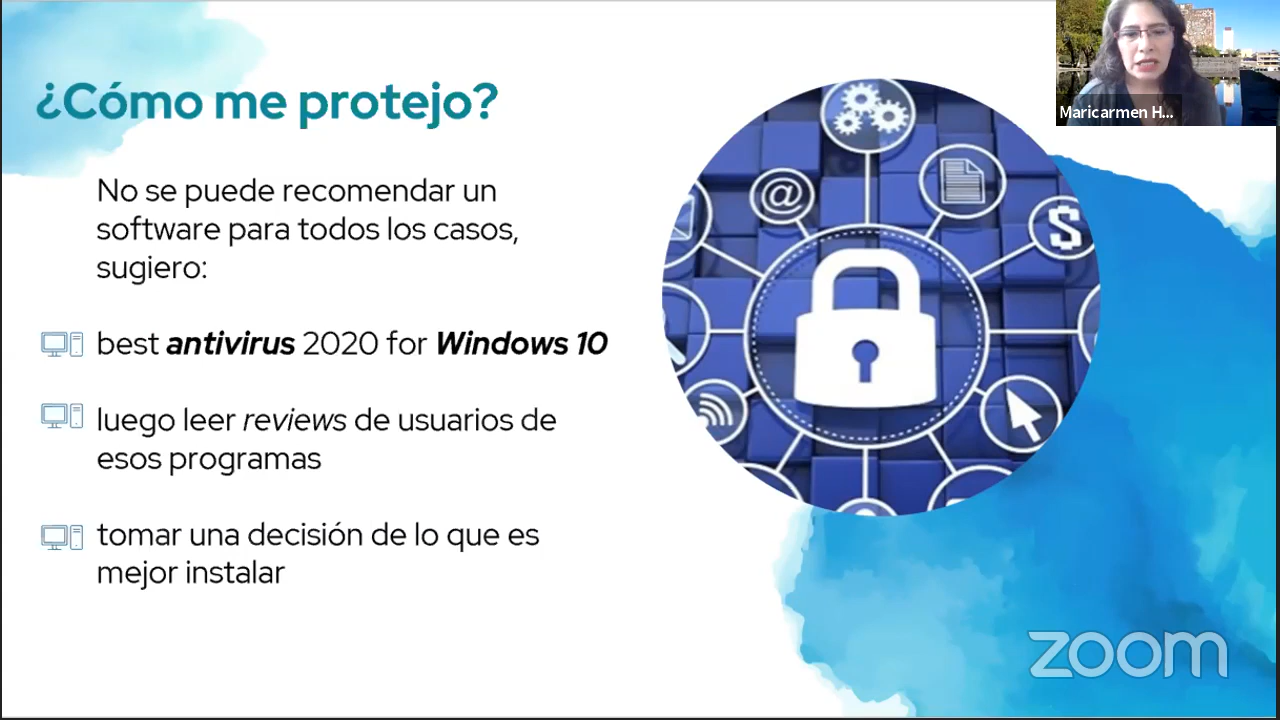 ¿Cómo me protejo?
No se puede recomendar un
software para todos los casos,
sugiero:
best antivirus 2020 for Windows 10
luego leer reviews de usuarios de
esos programas
tomar una decisión de lo que es
mejor instalar
Maricarmen H...
@
$
zoom